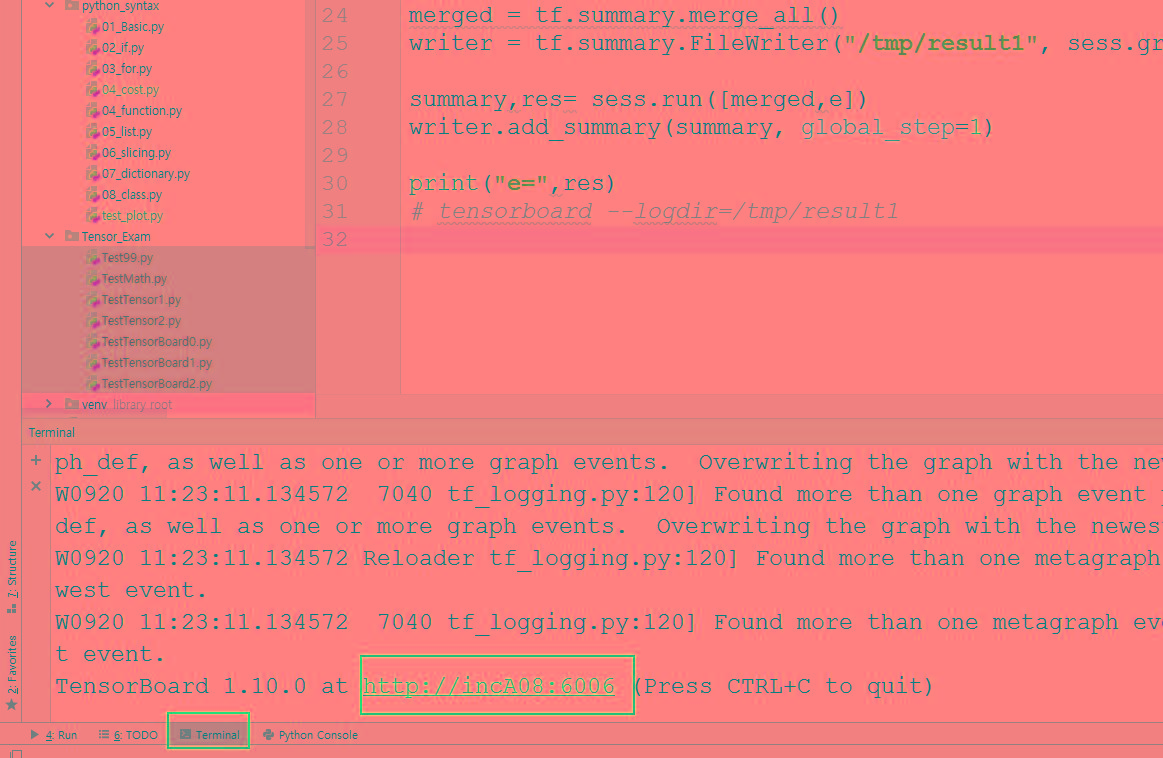 python_syntax
01_Basic.py
02_if.py
03_for.py
04_cost.py
04_function.py
05_list.py
06_slicing.py
07_dictionary.py
08_class.py
test_plot.py
Tensor_Exam
Test99.py
TestMath.py
TestTensor1.py
TestTensor2.py
TestTensorBoard0.py
TestTensorBoard1.py
TestTensorBoard2.py
venv library root
24 merged = tf.summary.merge_all()
25 writer = tf.summary.FileWriter("/tmp/result1", sess.gr
26
27 summary,res= sess.run([merged,e])
28 writer.add_summary(summary, global_step=1)
29
30 print("e=",res)
31 # tensorboard --logdir=/tmp/result1
32
Terminal
ph_def, as well as one or more graph events.  Overwriting the graph with the new
W0920 11:23:11.134572  7040 tf_logging.py:120] Found more than one graph event
def, as well as one or more graph events.  Overwriting the graph with the newes
W0920 11:23:11.134572 Reloader tf_logging.py:120] Found more than one metagraph
west event.
W0920 11:23:11.134572  7040 tf_logging.py:120] Found more than one metagraph eve
t event.
TensorBoard 1.10.0 at http://incA08:6006 (Press CTRL+C to quit)
7: Structure
2: Favorites
4: Run
6: TODO
Terminal
Python Console